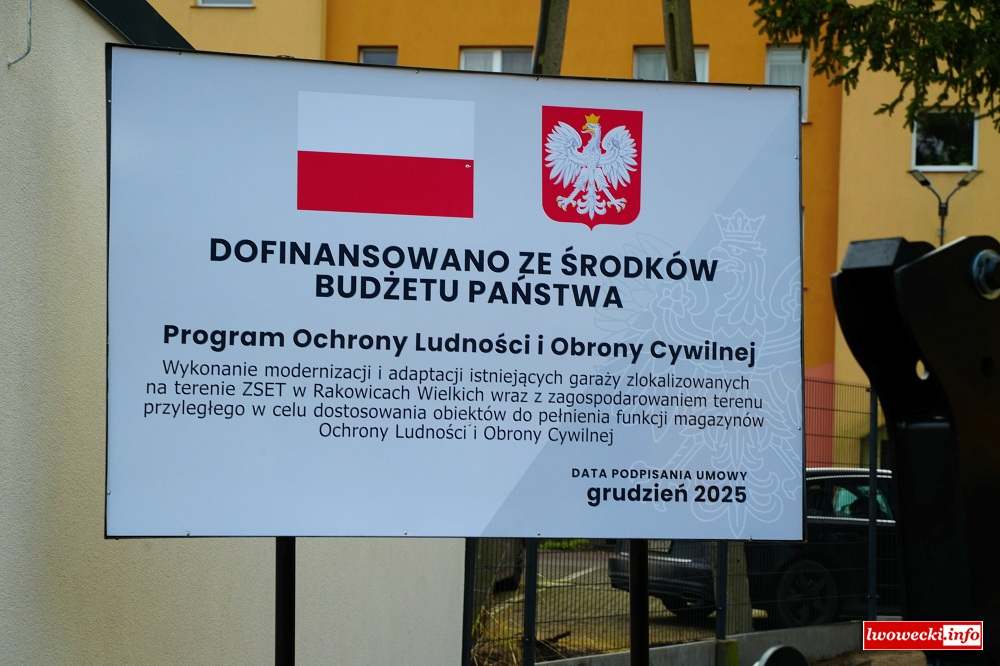 DOFINANSOWANO ZE ŚRODKÓW
BUDŻETU PAŃSTWA
Program Ochrony Ludności i Obrony Cywilnej
Wykonanie modernizacji i adaptacji istniejących garaży zlokalizowanych
na terenie ZSET w Rakowicach Wielkich wraz z zagospodarowaniem terenu
przyległego w celu dostosowania obiektów do pełnienia funkcji magazynów
Ochrony Ludności i Obrony Cywilnej
DATA PODPISANIA UMOWY
grudzień 2025
lwowecki.info